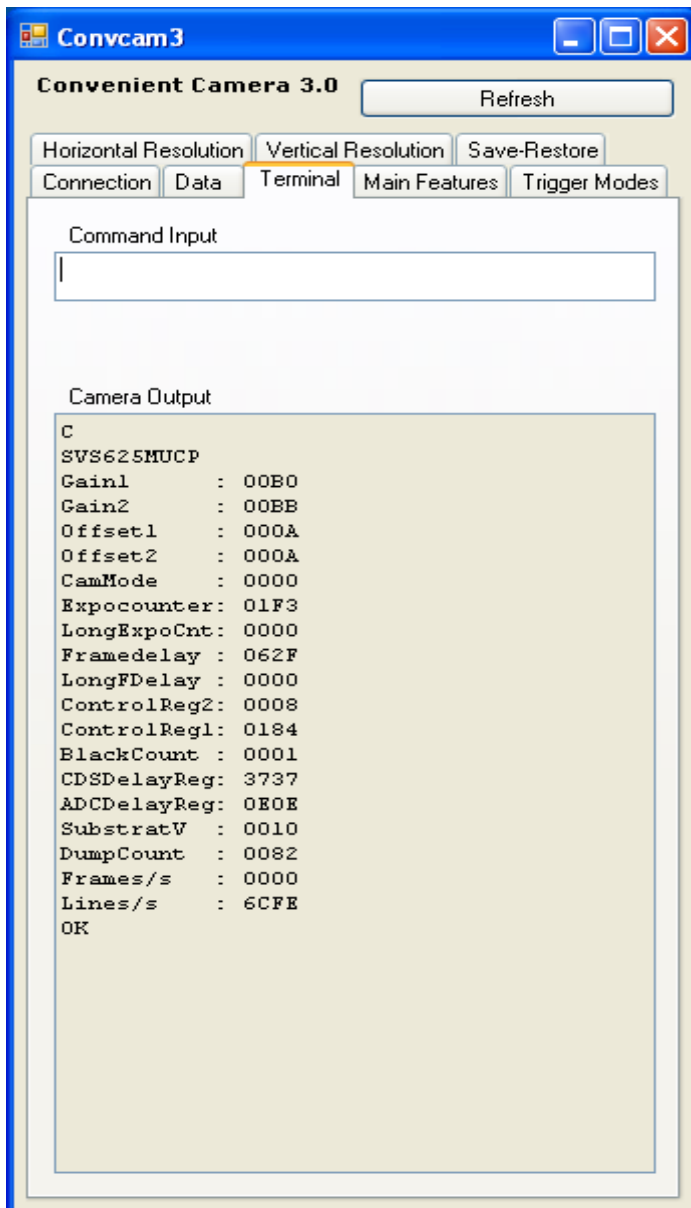 Convcam3
Convenient Camera 3.0 Refresh
Horizontal Resolution Vertical Resolution Save-Restore
Connection Data Terminal Main Features Trigger Modes
Command Input
Camera Output
C
SVS625MUCP
Gain1 : 00B0
Gain2 : 00BB
Offset1 : 000A
Offset2 : 000A
CamMode : 0000
Expocounter: 01F3
LongExpoCnt: 0000
Framedelay : 062F
LongFDelay : 0000
ControlReg2: 0008
ControlReg1: 0184
BlackCount : 0001
CDSDelayReg: 3737
ADCDelayReg: 0E0E
SubstratV : 0010
DumpCount : 0082
Frames/s : 0000
Lines/s : 6CFE
OK